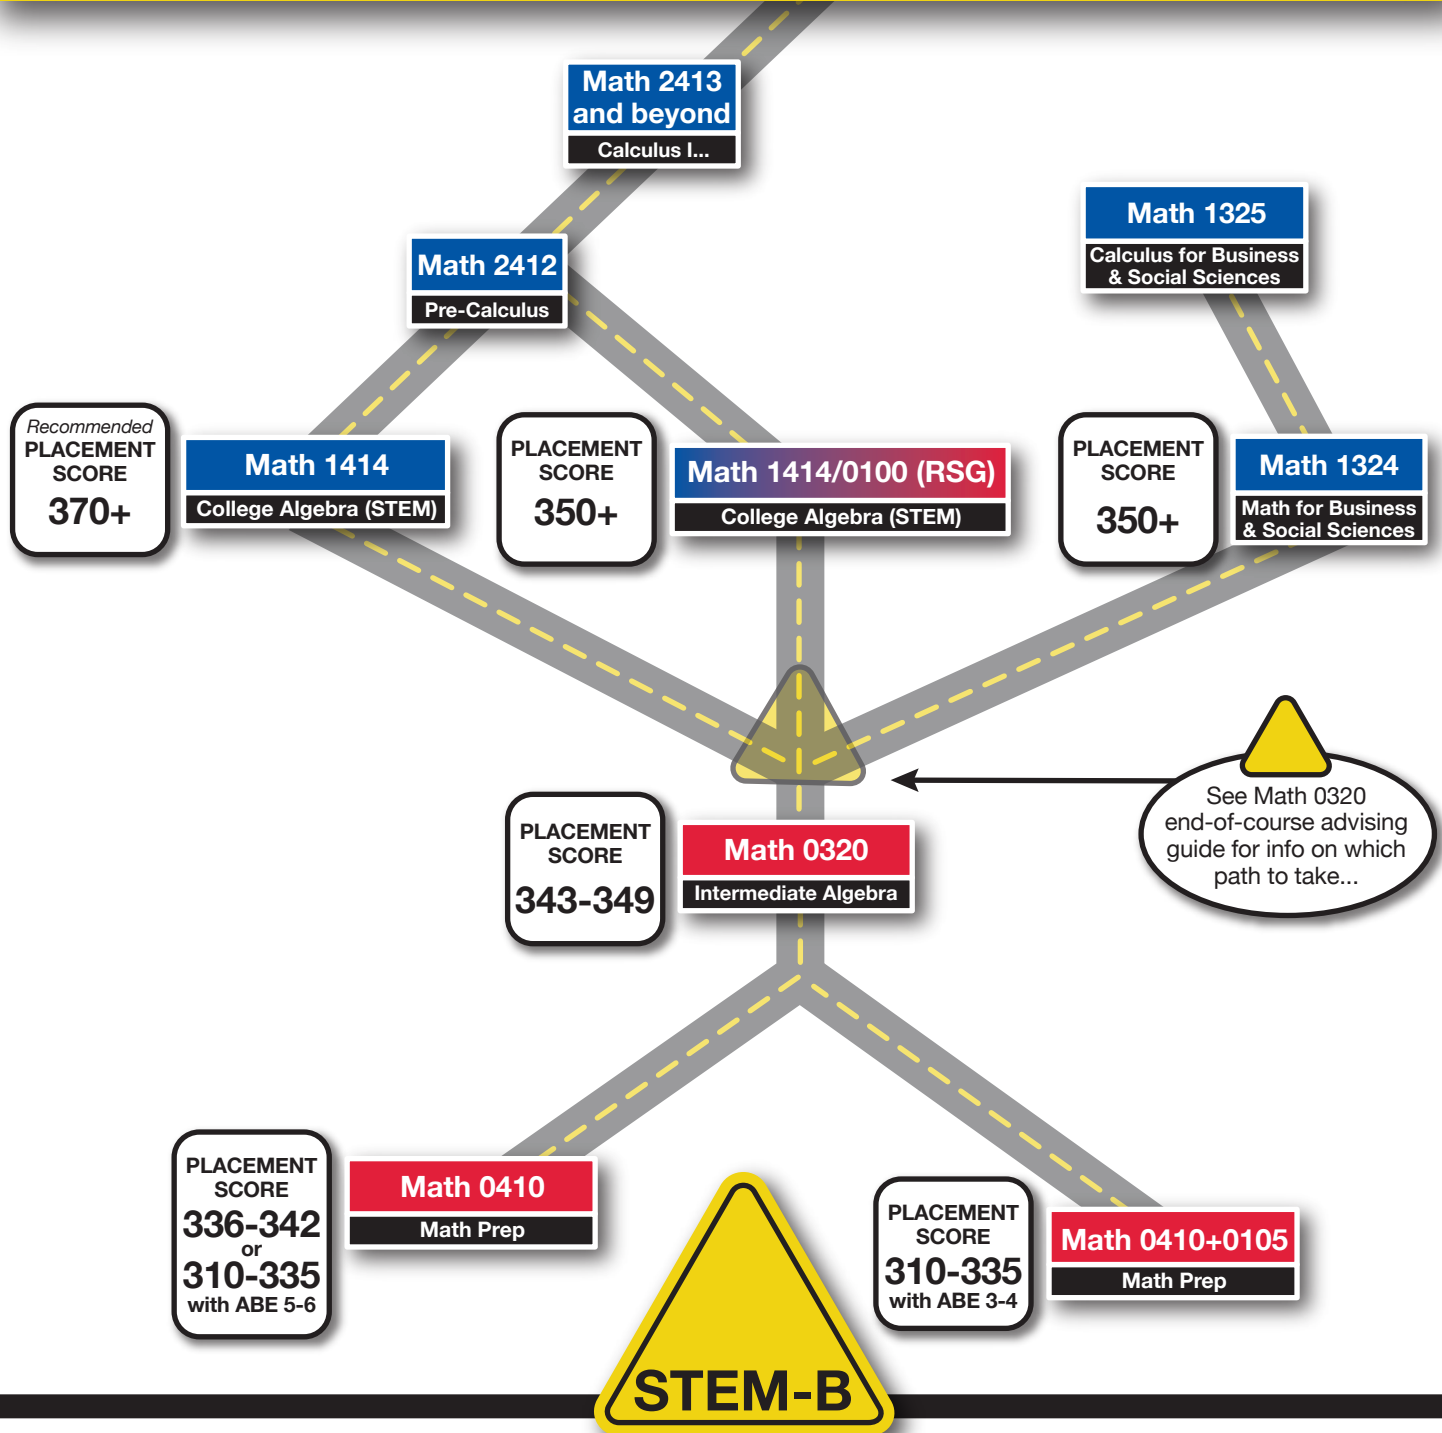 Math 2413
and beyond
Calculus I...
Math 1325
Calculus for Business
& Social Sciences
Math 2412
Pre-Calculus
Recommended
PLACEMENT
SCORE
370+
Math 1414
College Algebra (STEM)
PLACEMENT
SCORE
350+
Math 1414/0100 (RSG)
College Algebra (STEM)
PLACEMENT
SCORE
350+
Math 1324
Math for Business
& Social Sciences
See Math 0320
end-of-course advising
guide for info on which
path to take...
PLACEMENT
SCORE
343-349
Math 0320
Intermediate Algebra
PLACEMENT
SCORE
336-342
or
310-335
with ABE 5-6
Math 0410
Math Prep
PLACEMENT
SCORE
310-335
with ABE 3-4
Math 0410+0105
Math Prep
STEM-B